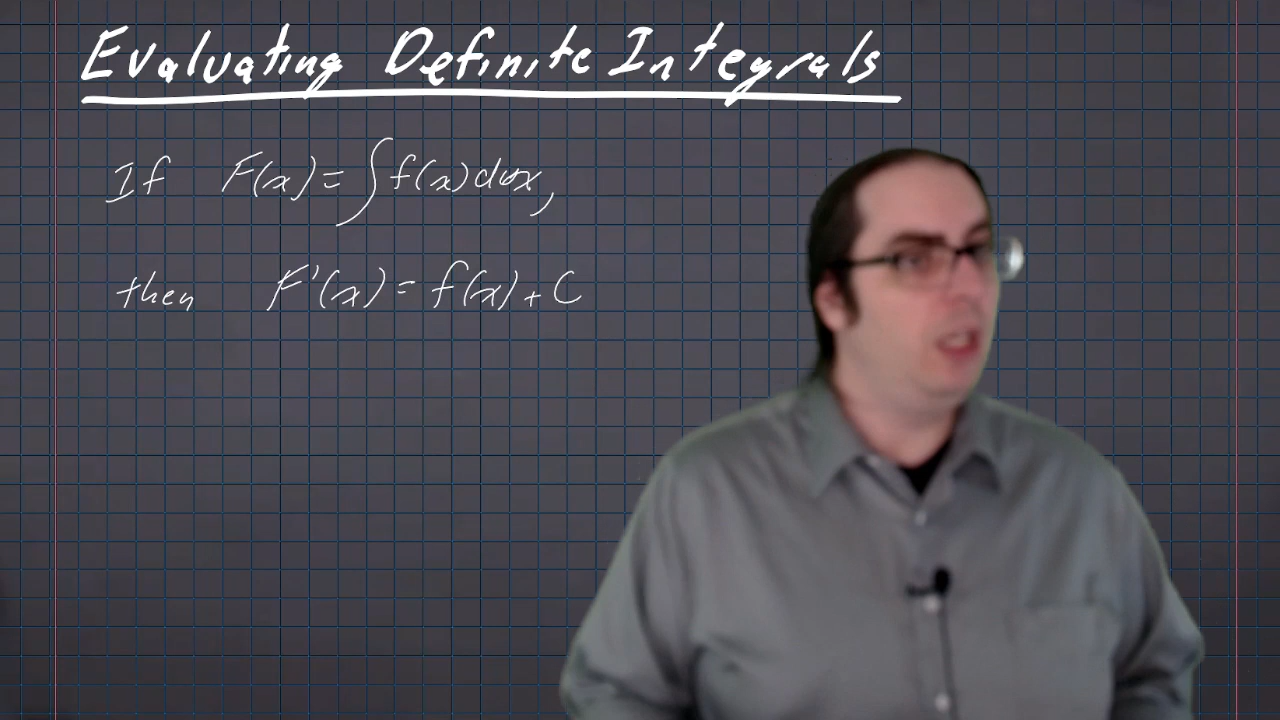 Evaluating Definite Integrals
If F(x) = ∫f(x)dx,
then F'(x) = f(x) + C